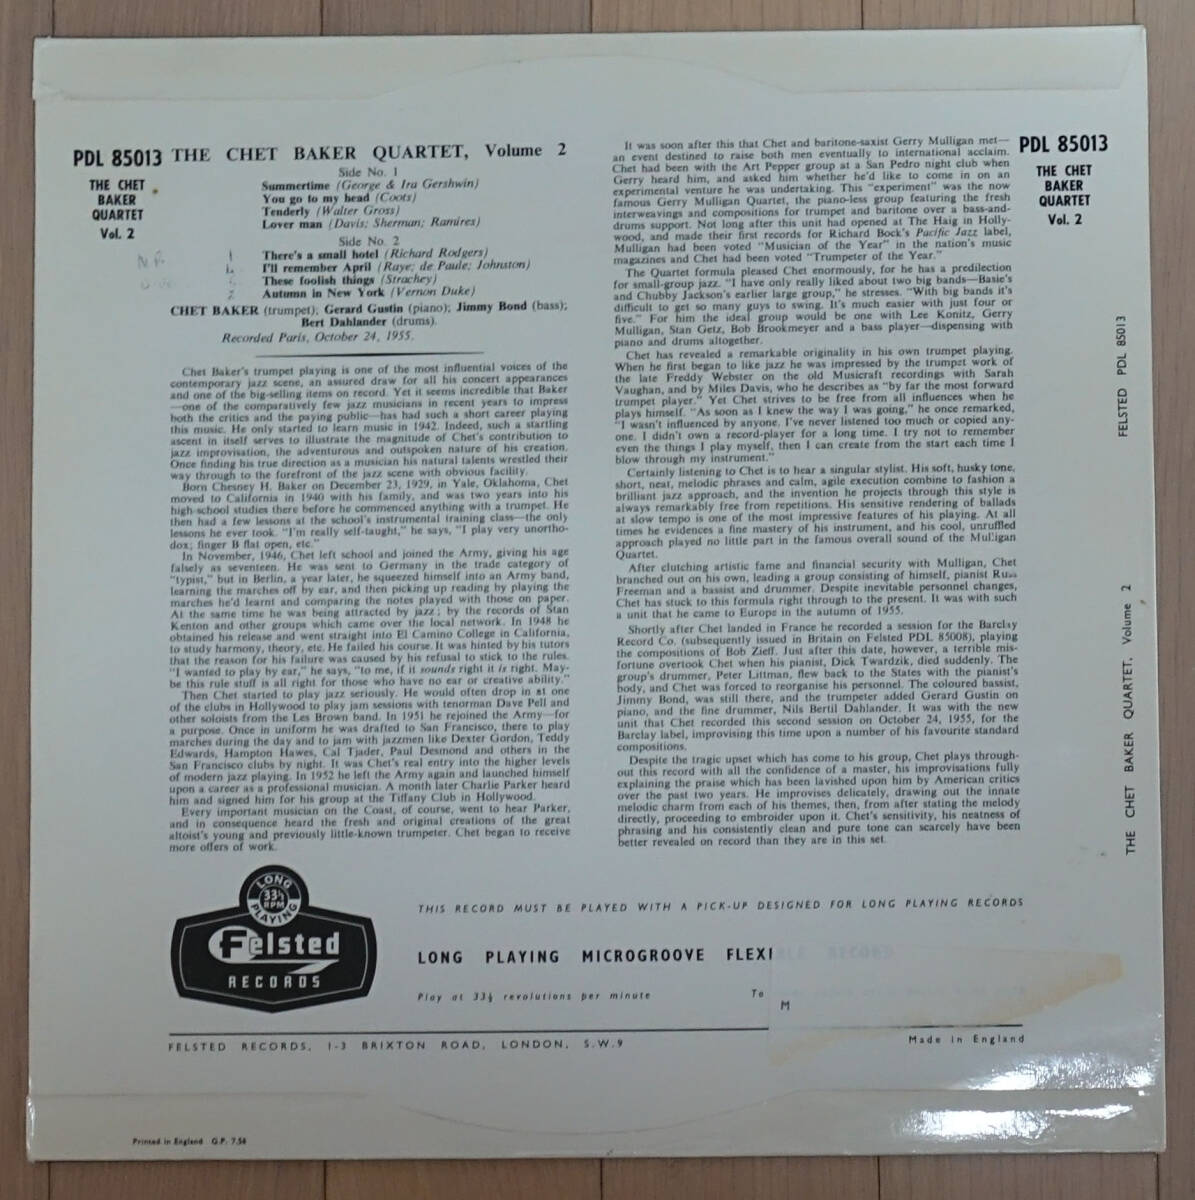 PDL 85013
THE CHET
BAKER
QUARTET
Vol. 2
THE CHET BAKER QUARTET, Volume 2
Side No. 1
Summertime (George & Ira Gershwin)
You go to my head (Coots)
Tenderly (Walter Gross)
Lover man (Davis; Sherman; Ramires)
Side No. 2
There's a small hotel (Richard Rodgers)
I'll remember April (Raye; de Paule; Johnston)
These foolish things (Strachey)
Autumn in New York (Vernon Duke)
CHET BAKER (trumpet); Gerard Gustin (piano); Jimmy Bond (bass);
Bert Dahlander (drums).
Recorded Paris, October 24, 1955.
Chet Baker's trumpet playing is one of the most influential voices of the
contemporary jazz scene, an assured draw for all his concert appearances
and one of the big-selling items on record. Yet it seems incredible that Baker
—one of the comparatively few jazz musicians in recent years to impress
both the critics and the paying public—has had such a short career playing
this music. He only started to learn music in 1942. Indeed, such a startling
ascent in itself serves to illustrate the magnitude of Chet's contribution to
jazz improvisation, the adventurous and outspoken nature of his creation.
Once finding his true direction as a musician his natural talents wrestled their
way through to the forefront of the jazz scene with obvious facility.
Born Chesney H. Baker on December 23, 1929, in Yale, Oklahoma, Chet
moved to California in 1940 with his family, and was two years into his
high-school studies there before he commenced anything with a trumpet. He
then had a few lessons at the school's instrumental training class—the only
lessons he ever took. "I'm really self-taught," he says, "I play very unortho-
dox; finger B flat open, etc."
In November, 1946, Chet left school and joined the Army, giving his age
falsely as seventeen. He was sent to Germany in the trade category of
"typist," but in Berlin, a year later, he squeezed himself into an Army band,
learning the marches off by ear, and then picking up reading by playing the
marches he'd learnt and comparing the notes played with those on paper.
At the same time he was being attracted by jazz; by the records of Stan
Kenton and other groups which came over the local network. In 1948 he
obtained his release and went straight into El Camino College in California,
to study harmony, theory, etc. He failed his course. It was hinted by his tutors
that the reason for his failure was caused by his refusal to stick to the rules.
"I wanted to play by ear," he says, "to me, if it sounds right it is right. May-
be this rule stuff is all right for those who have no ear or creative ability."
Then Chet started to play jazz seriously. He would often drop in at one
of the clubs in Hollywood to play jam sessions with tenorman Dave Pell and
other soloists from the Les Brown band. In 1951 he rejoined the Army—for
a purpose. Once in uniform he was drafted to San Francisco, there to play
marches during the day and to jam with jazzmen like Dexter Gordon, Teddy
Edwards, Hampton Hawes, Cal Tjader, Paul Desmond and others in the
San Francisco clubs by night. It was Chet's real entry into the higher levels
of modern jazz playing. In 1952 he left the Army again and launched himself
upon a career as a professional musician. A month later Charlie Parker heard
him and signed him for his group at the Tiffany Club in Hollywood.
Every important musician on the Coast, of course, went to hear Parker,
and in consequence heard the fresh and original creations of the great
altoist's young and previously little-known trumpeter. Chet began to receive
more offers of work.
It was soon after this that Chet and baritone-saxist Gerry Mulligan met—
an event destined to raise both men eventually to international acclaim.
Chet had been with the Art Pepper group at a San Pedro night club when
Gerry heard him, and asked him whether he'd like to come in on an
experimental venture he was undertaking. This "experiment" was the now
famous Gerry Mulligan Quartet, the piano-less group featuring the fresh
interweavings and compositions for trumpet and baritone over a bass-and-
drums support. Not long after this unit had opened at The Haig in Holly-
wood, and made their first records for Richard Bock's Pacific Jazz label,
Mulligan had been voted "Musician of the Year" in the nation's music
magazines and Chet had been voted "Trumpeter of the Year."
The Quartet formula pleased Chet enormously, for he has a predilection
for small-group jazz. "I have only really liked about two big bands—Basie's
and Chubby Jackson's earlier large group," he stresses. "With big bands it's
difficult to get so many guys to swing. It's much easier with just four or
five." For him the ideal group would be one with Lee Konitz, Gerry
Mulligan, Stan Getz, Bob Brookmeyer and a bass player—dispensing with
piano and drums altogether.
Chet has revealed a remarkable originality in his own trumpet playing.
When he first began to like jazz he was impressed by the trumpet work of
the late Freddy Webster on the old Musicraft recordings with Sarah
Vaughan, and by Miles Davis, who he describes as "by far the most forward
trumpet player." Yet Chet strives to be free from all influences when he
plays himself. "As soon as I knew the way I was going," he once remarked,
"I wasn't influenced by anyone. I've never listened too much or copied any-
one. I didn't own a record-player for a long time. I try not to remember
even the things I play myself, then I can create from the start each time I
blow through my instrument."
Certainly listening to Chet is to hear a singular stylist. His soft, husky tone,
short, neat, melodic phrases and calm, agile execution combine to fashion a
brilliant jazz approach, and the invention he projects through this style is
always remarkably free from repetitions. His sensitive rendering of ballads
at slow tempo is one of the most impressive features of his playing. At all
times he evidences a fine mastery of his instrument, and his cool, unruffled
approach played no little part in the famous overall sound of the Mulligan
Quartet.
After clutching artistic fame and financial security with Mulligan, Chet
branched out on his own, leading a group consisting of himself, pianist Russ
Freeman and a bassist and drummer. Despite inevitable personnel changes,
Chet has stuck to this formula right through to the present. It was with such
a unit that he came to Europe in the autumn of 1955.
Shortly after Chet landed in France he recorded a session for the Barclay
Record Co. (subsequently issued in Britain on Felsted PDL 85008), playing
the compositions of Bob Zieff. Just after this date, however, a terrible mis-
fortune overtook Chet when his pianist, Dick Twardzik, died suddenly. The
group's drummer, Peter Littman, flew back to the States with the pianist's
body, and Chet was forced to reorganise his personnel. The coloured bassist,
Jimmy Bond, was still there, and the trumpeter added Gerard Gustin on
piano, and the fine drummer, Nils Bertil Dahlander. It was with the new
unit that Chet recorded this second session on October 24, 1955, for the
Barclay label, improvising this time upon a number of his favourite standard
compositions.
Despite the tragic upset which has come to his group, Chet plays through-
out this record with all the confidence of a master, his improvisations fully
explaining the praise which has been lavished upon him by American critics
over the past two years. He improvises delicately, drawing out the innate
melodic charm from each of his themes, then, from after stating the melody
directly, proceeding to embroider upon it. Chet's sensitivity, his neatness of
phrasing and his consistently clean and pure tone can scarcely have been
better revealed on record than they are in this set.
PDL 85013
THE CHET
BAKER
QUARTET
Vol. 2
FELSTED PDL 85013
THE CHET BAKER QUARTET, Volume 2
LONG
33⅓
RPM
PLAYING
Felsted
RECORDS
THIS RECORD MUST BE PLAYED WITH A PICK-UP DESIGNED FOR LONG PLAYING RECORDS
LONG PLAYING MICROGROOVE FLEXIBLE RECORD
Play at 33⅓ revolutions per minute
To
M
FELSTED RECORDS, 1-3 BRIXTON ROAD, LONDON, S.W.9
Made in England
Printed in England G.P. 7.56